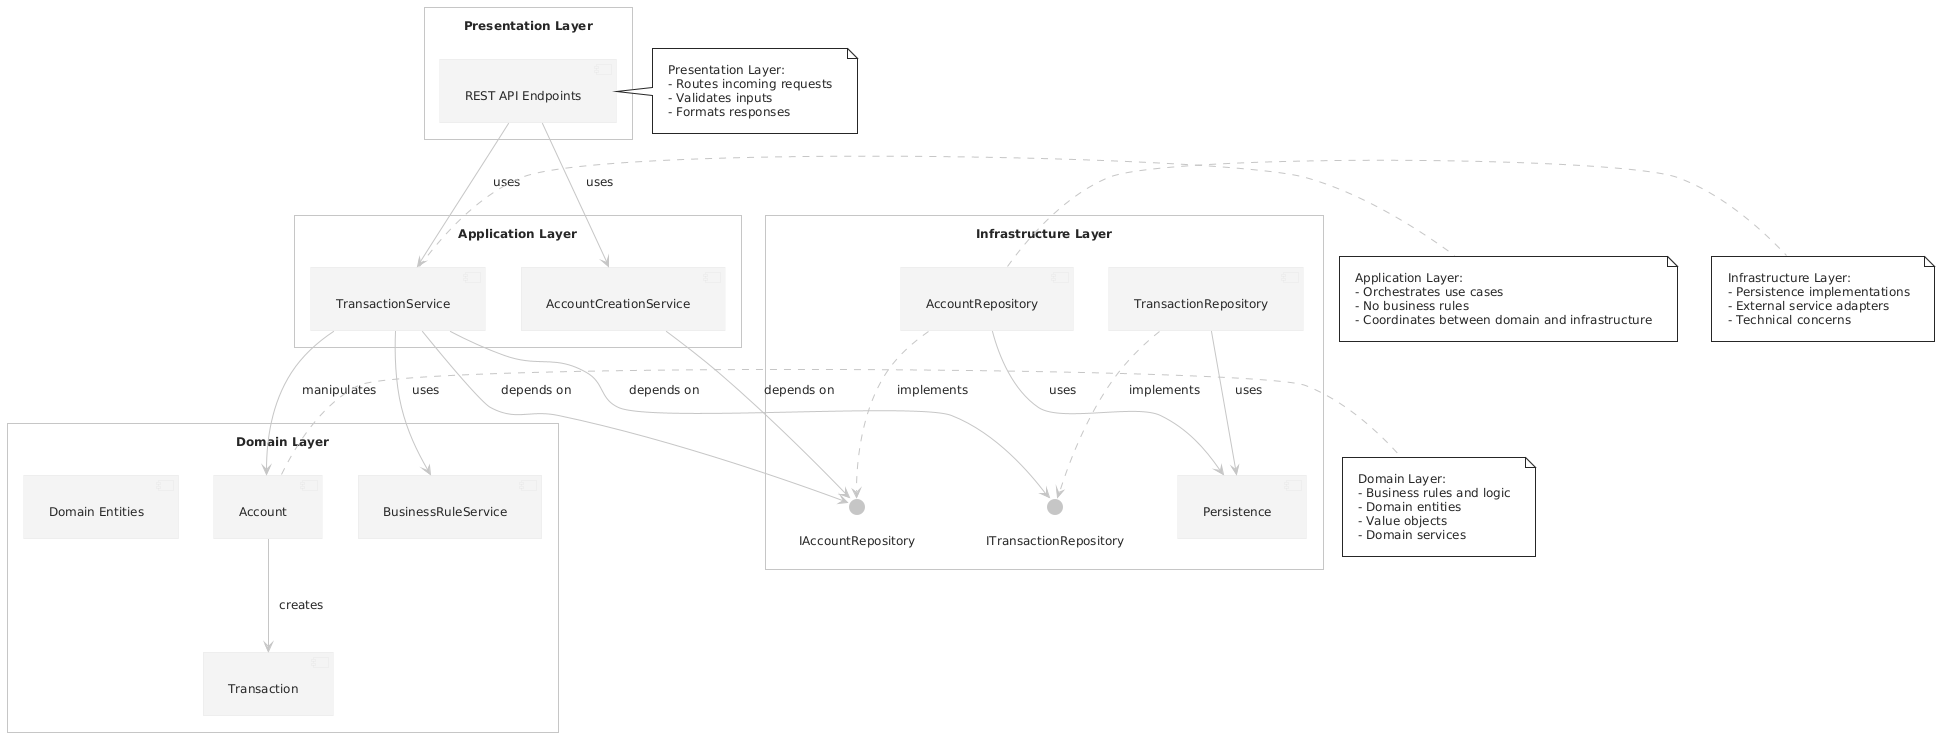 Presentation Layer
REST API Endpoints
Presentation Layer:
- Routes incoming requests
- Validates inputs
- Formats responses
uses
uses
Application Layer
TransactionService
AccountCreationService
Infrastructure Layer
AccountRepository
TransactionRepository
Application Layer:
- Orchestrates use cases
- No business rules
- Coordinates between domain and infrastructure
Infrastructure Layer:
- Persistence implementations
- External service adapters
- Technical concerns
manipulates
uses
depends on
depends on
depends on
implements
uses
implements
uses
Domain Layer
Domain Entities
Account
BusinessRuleService
IAccountRepository
ITransactionRepository
Persistence
Domain Layer:
- Business rules and logic
- Domain entities
- Value objects
- Domain services
creates
Transaction